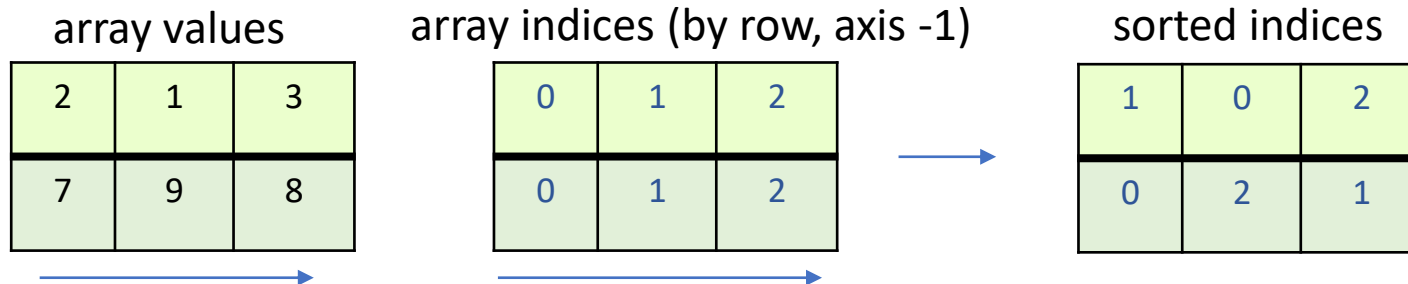 array values array indices (by row, axis -1) sorted indices
2 1 3 0 1 2 1 0 2
7 9 8 0 1 2 0 2 1